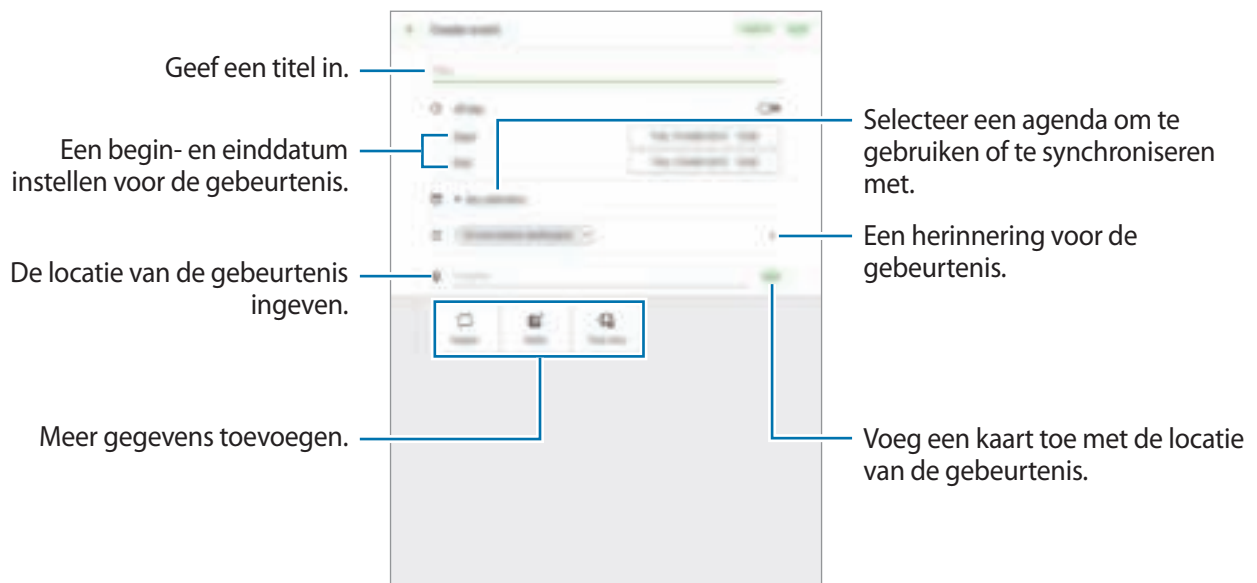 Geef een titel in.
Een begin- en einddatum
instellen voor de gebeurtenis.
De locatie van de gebeurtenis
ingeven.
Meer gegevens toevoegen.
Selecteer een agenda om te
gebruiken of te synchroniseren
met.
Een herinnering voor de
gebeurtenis.
Voeg een kaart toe met de locatie
van de gebeurtenis.